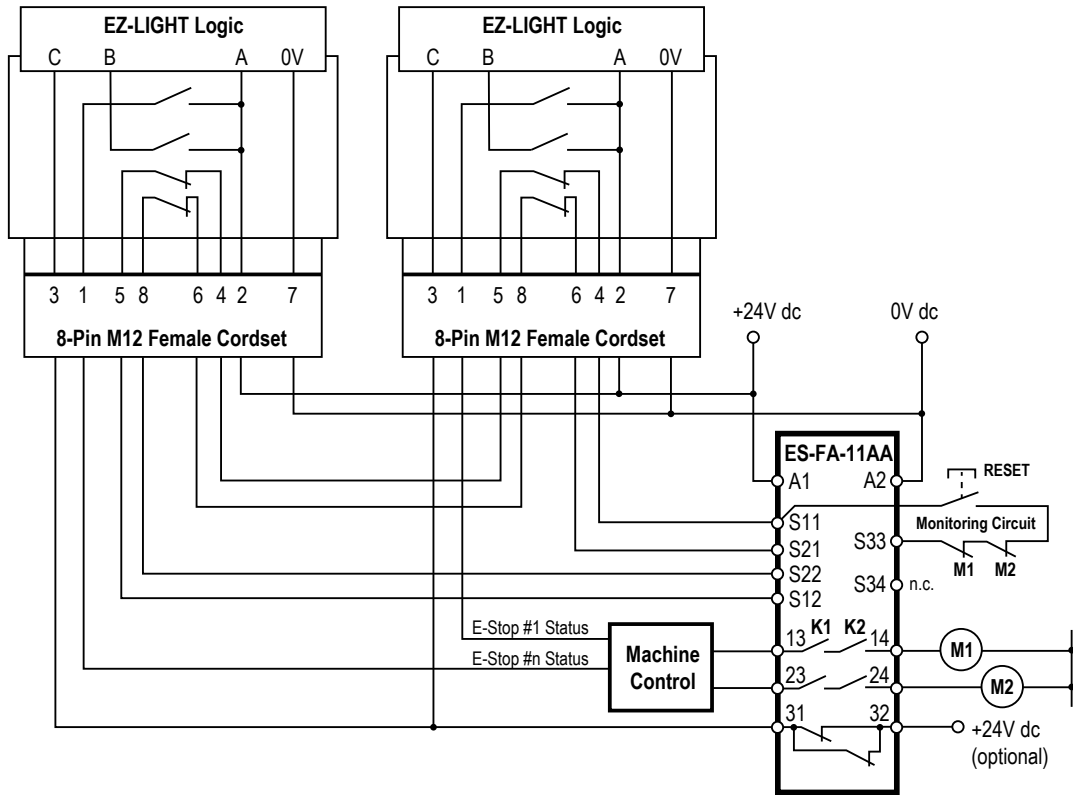 EZ-LIGHT Logic
C B A 0V
3 1 5 8 6 4 2 7
8-Pin M12 Female Cordset
EZ-LIGHT Logic
C B A 0V
3 1 5 8 6 4 2 7
8-Pin M12 Female Cordset
+24V dc
0V dc
ES-FA-11AA
A1 A2
RESET
S11
Monitoring Circuit
S21 S33
M1 M2
S22
S34 n.c.
S12
E-Stop #1 Status
E-Stop #n Status
Machine
Control
13 K1 K2 14
M1
23 24
M2
31 32
+24V dc
(optional)